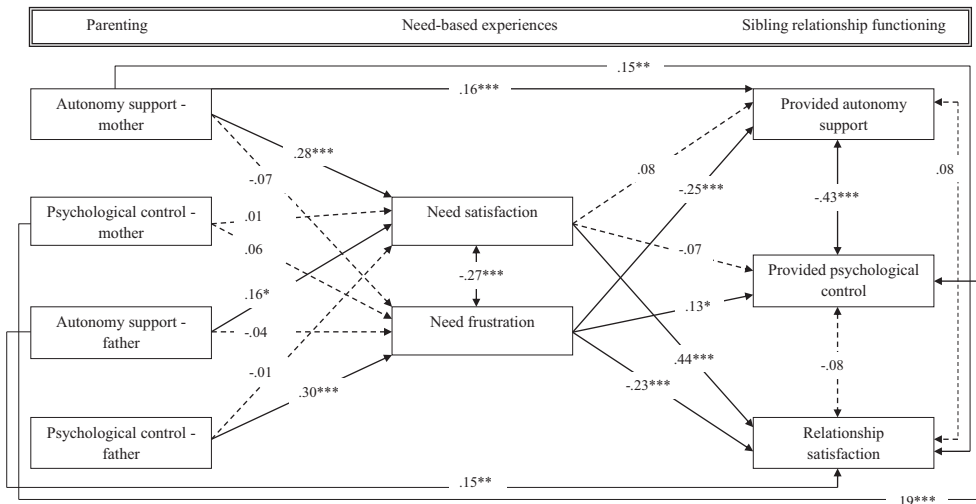 Parenting
Need-based experiences
Sibling relationship functioning
.15**
Autonomy support -
mother
.16***
Provided autonomy
support
.28***
-.07
.08
-.25***
.08
-.43***
Psychological control -
mother
.01
.06
Need satisfaction
-.07
-.27***
Provided psychological
control
.16*
.13*
Autonomy support -
father
-.04
Need frustration
-.01
.44***
-.08
.30***
-.23***
Psychological control -
father
Relationship
satisfaction
.15**
.19***